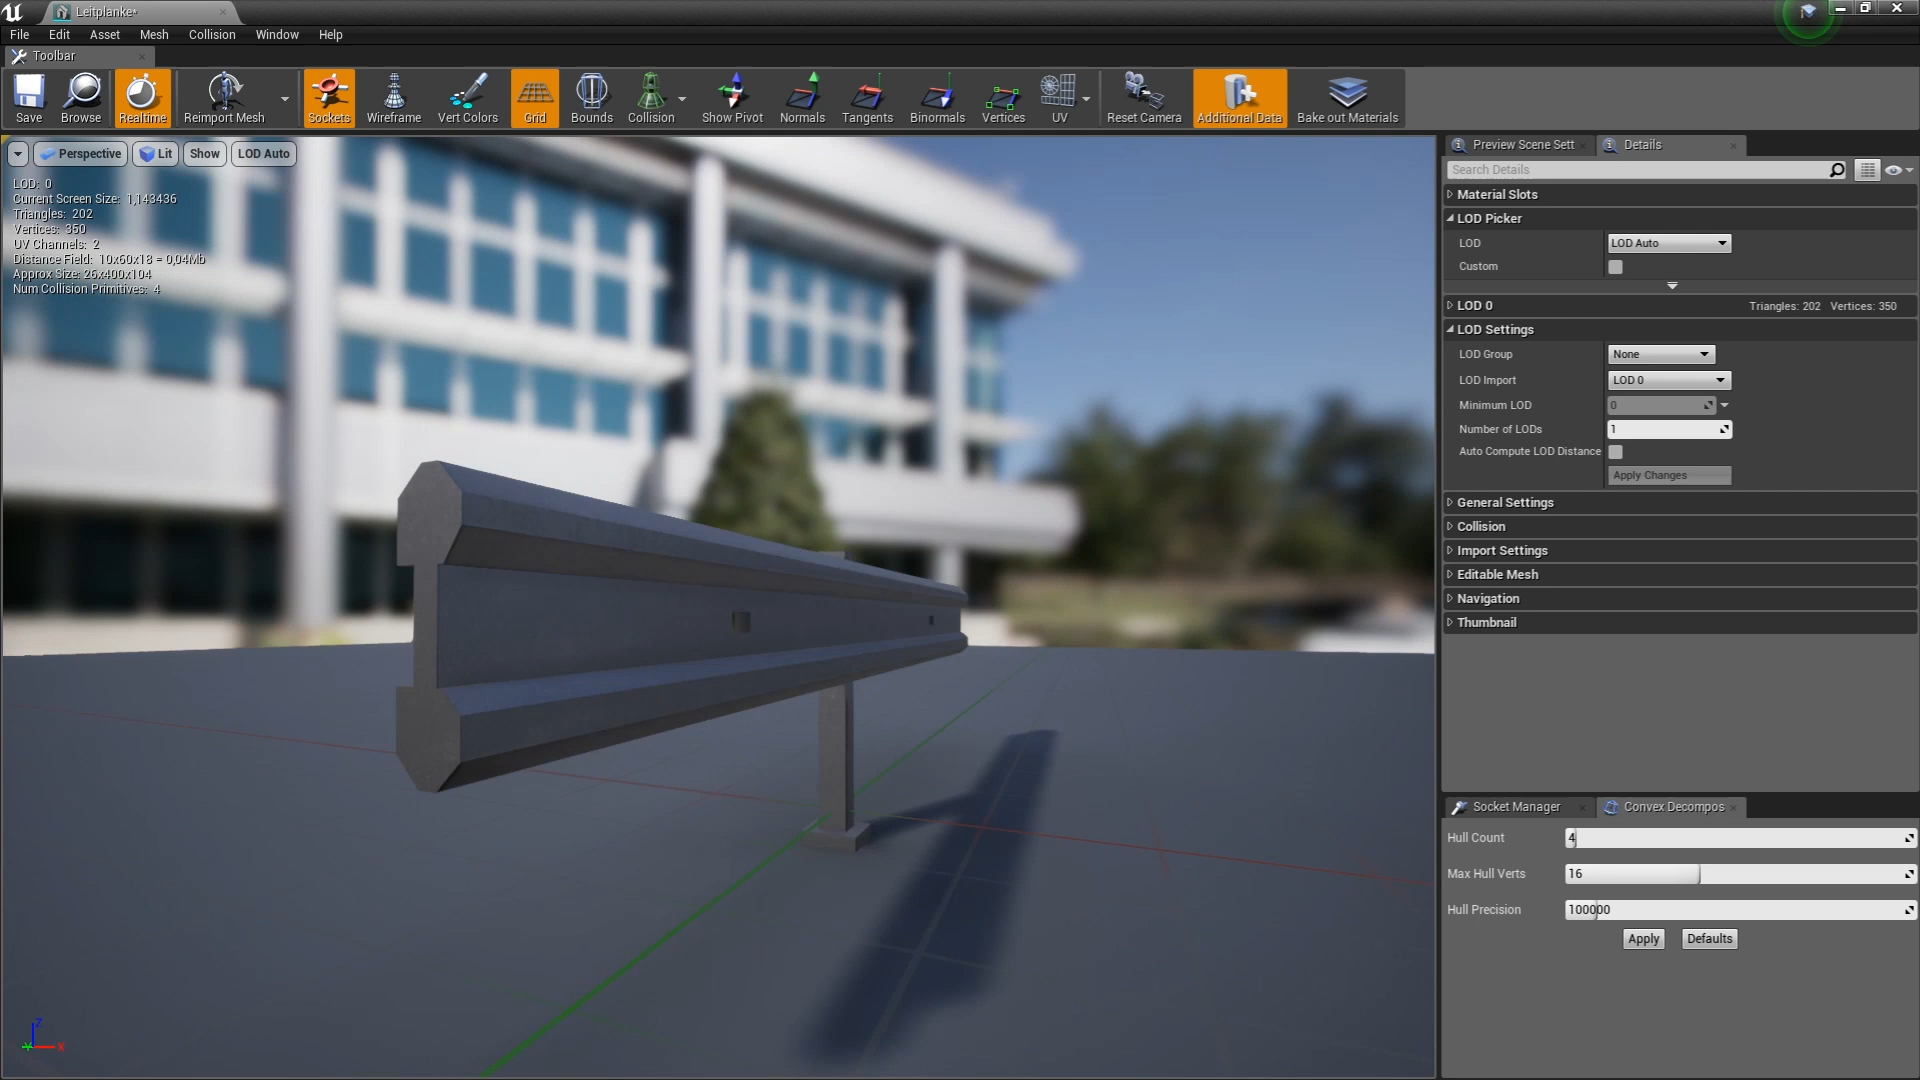 Leitplanke*
File Edit Asset Mesh Collision Window Help
Toolbar
Save Browse Realtime Reimport Mesh Sockets Wireframe Vert Colors Grid Bounds Collision Show Pivot Normals Tangents Binormals Vertices UV Reset Camera Additional Data Bake out Materials
Perspective Lit Show LOD Auto
LOD: 0
Current Screen Size: 1,143436
Triangles: 202
Vertices: 350
UV Channels: 2
Distance Field: 10x60x18 = 0,04Mb
Approx Size: 26x400x104
Num Collision Primitives: 4
Z
Y X
Preview Scene Sett Details
Search Details
Material Slots
LOD Picker
LOD LOD Auto
Custom
LOD 0 Triangles: 202 Vertices: 350
LOD Settings
LOD Group None
LOD Import LOD 0
Minimum LOD 0
Number of LODs 1
Auto Compute LOD Distance
Apply Changes
General Settings
Collision
Import Settings
Editable Mesh
Navigation
Thumbnail
Socket Manager Convex Decompos
Hull Count 4
Max Hull Verts 16
Hull Precision 100000
Apply Defaults